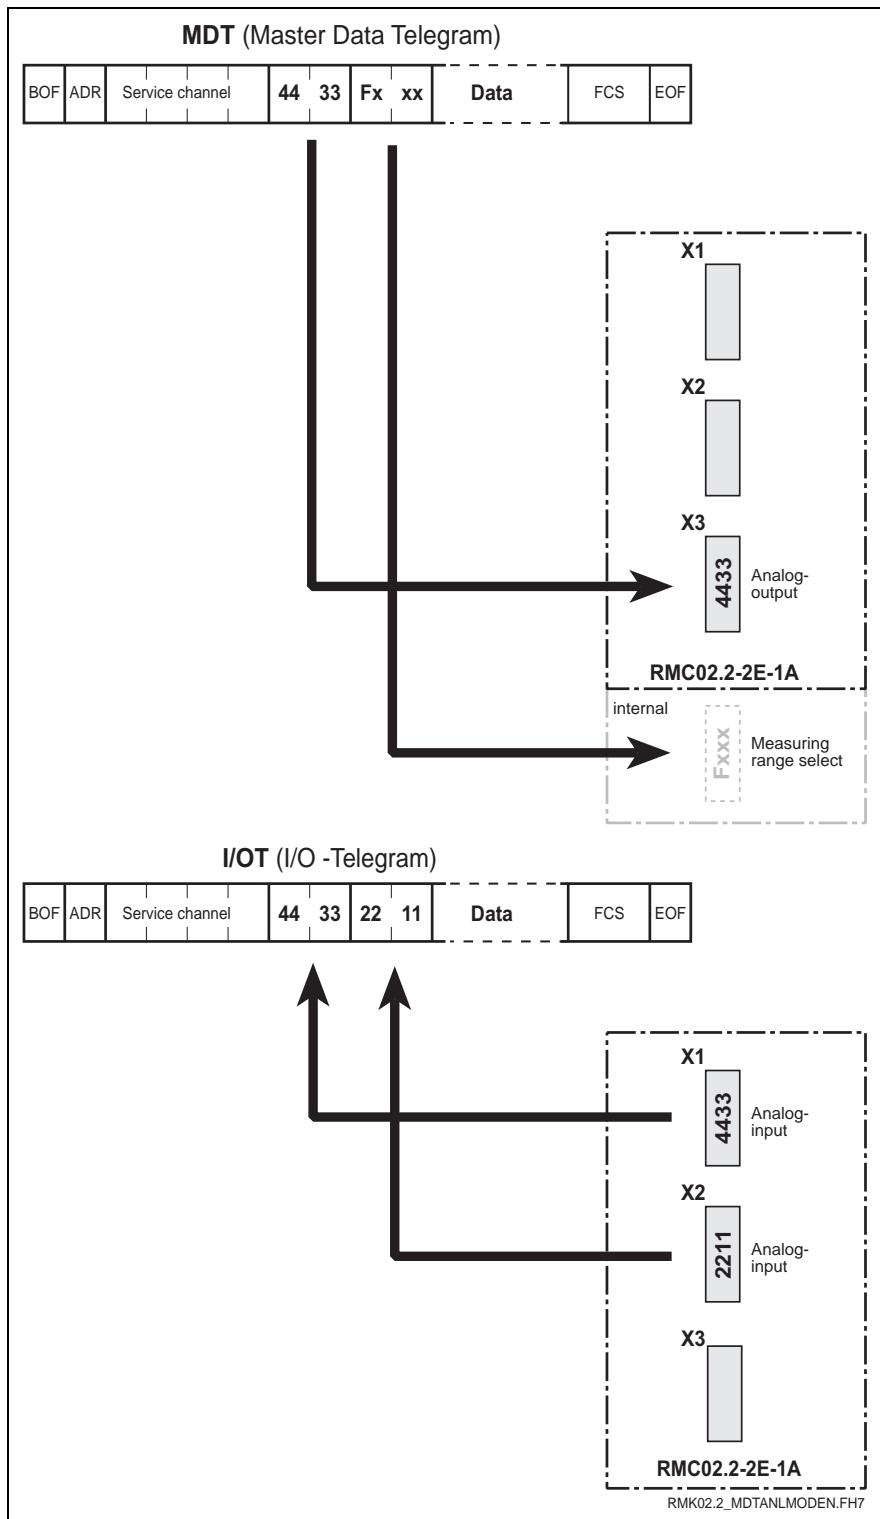 MDT (Master Data Telegram)
BOF ADR Service channel 44 33 Fx xx Data FCS EOF
X1
X2
X3
4433
Analog-
output
RMC02.2-2E-1A
internal
Fxxx
Measuring
range select
I/OT (I/O -Telegram)
BOF ADR Service channel 44 33 22 11 Data FCS EOF
X1
4433
Analog-
input
X2
2211
Analog-
input
X3
RMC02.2-2E-1A
RMK02.2_MDTANLMODEN.FH7